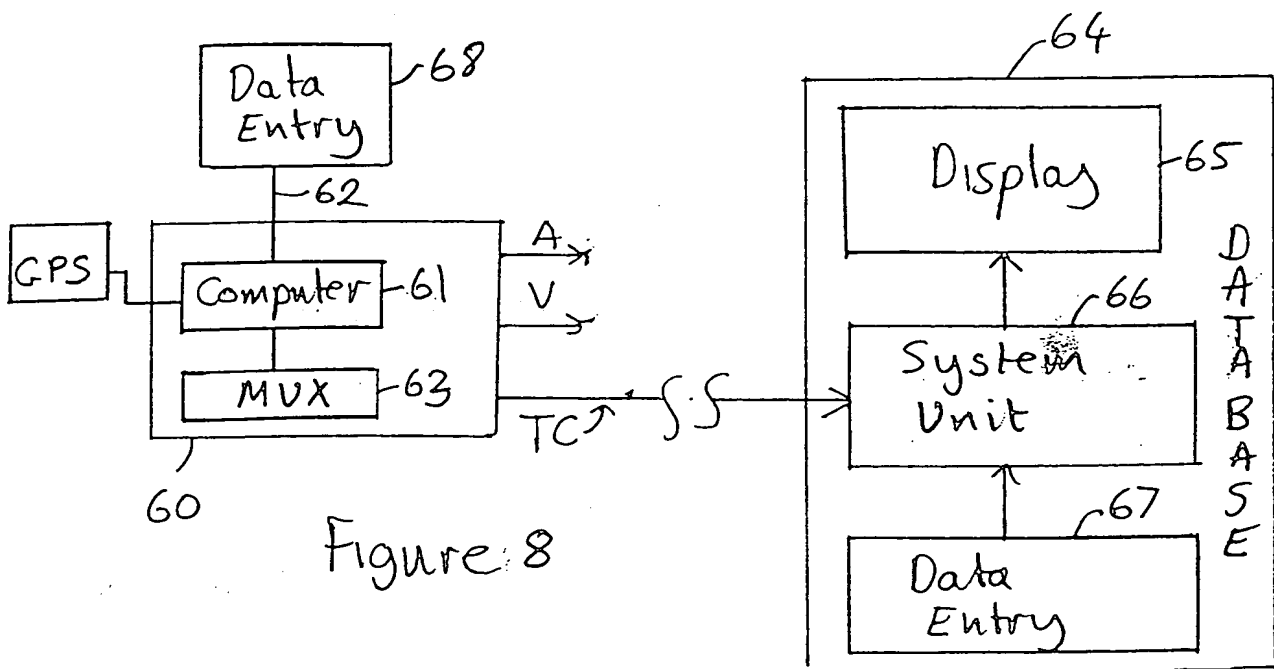 64
Data
Entry
68
62
Display
65
GPS
Computer
61
A
V
MUX
63
TC
60
66
System
Unit
67
Data
Entry
DATABASE
Figure 8